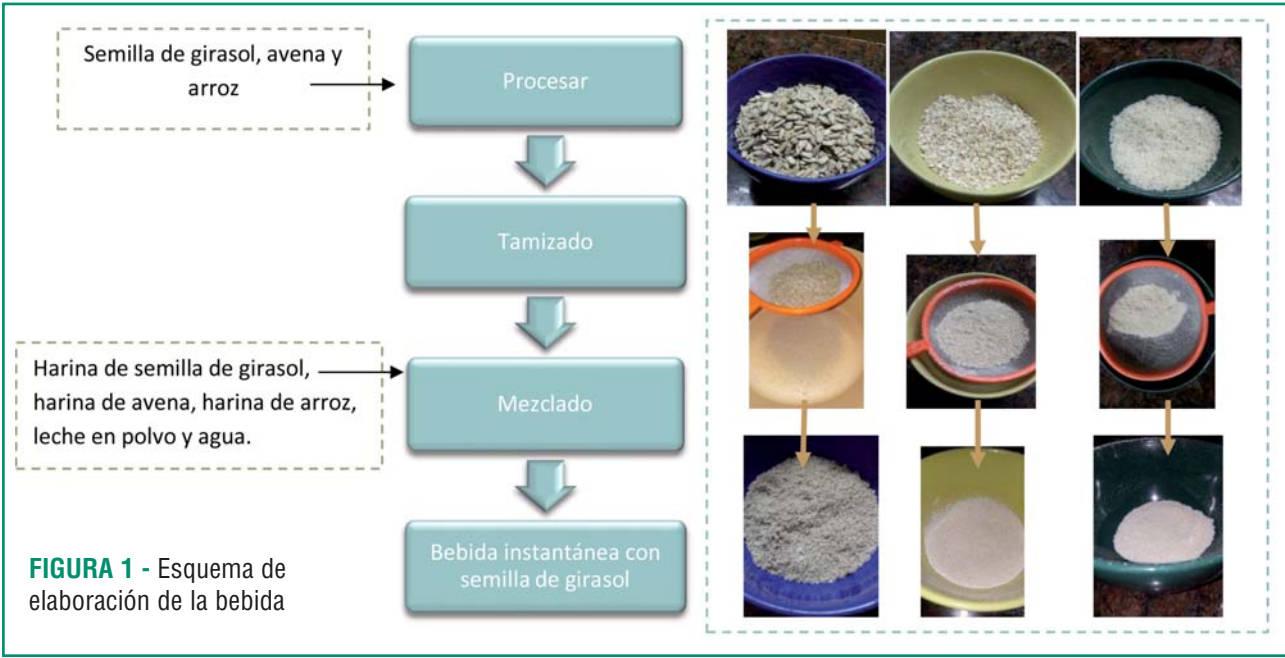 Semilla de girasol, avena y
arroz
Procesar
Tamizado
Harina de semilla de girasol,
harina de avena, harina de arroz,
leche en polvo y agua.
Mezclado
Bebida instantánea con
semilla de girasol
FIGURA 1 - Esquema de
elaboración de la bebida